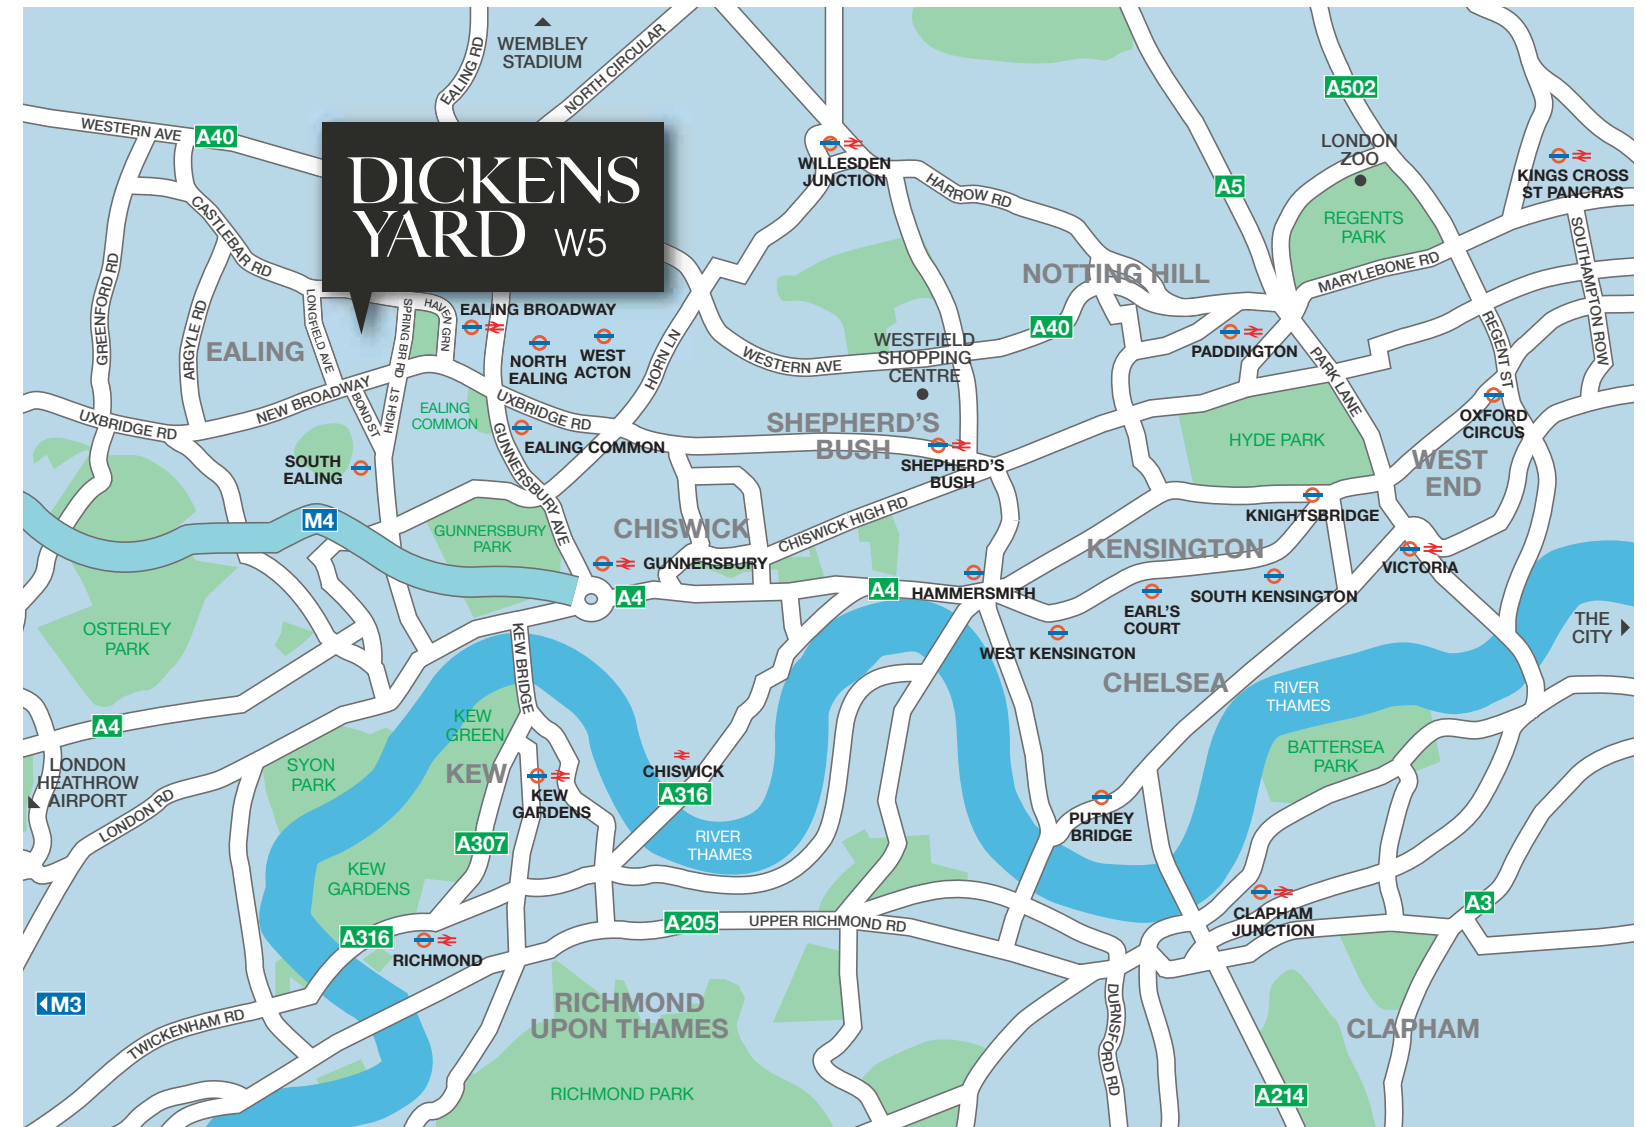 WEMBLEY
STADIUM
EALING RD
NORTH CIRCULAR
A502
WESTERN AVE
A40
LONDON
ZOO
WILLESDEN
JUNCTION
KINGS CROSS
ST PANCRAS
DICKENS
YARD W5
HARROW RD
A5
REGENTS
PARK
CASTLEBAR RD
SOUTHAMPTON ROW
GREENFORD RD
NOTTING HILL
MARYLEBONE RD
ARGYLE RD
LONGFIELD AVE
SPRING BR RD
HAVEN GRN
EALING BROADWAY
EALING
NORTH
EALING
WEST
ACTON
HORN LN
WESTERN AVE
WESTFIELD
SHOPPING
CENTRE
A40
PADDINGTON
PARK LANE
REGENT ST
NEW BROADWAY
BOND ST
HIGH ST
EALING
COMMON
UXBRIDGE RD
UXBRIDGE RD
GUNNERSBURY AVE
EALING COMMON
SHEPHERD'S
BUSH
OXFORD
CIRCUS
HYDE PARK
SOUTH
EALING
SHEPHERD'S
BUSH
WEST
END
M4
GUNNERSBURY
PARK
CHISWICK
CHISWICK HIGH RD
KNIGHTSBRIDGE
KENSINGTON
GUNNERSBURY
VICTORIA
A4
A4
HAMMERSMITH
EARL'S
COURT
SOUTH KENSINGTON
OSTERLEY
PARK
KEW BRIDGE
WEST KENSINGTON
THE
CITY
CHELSEA
RIVER
THAMES
A4
KEW
GREEN
LONDON
HEATHROW
AIRPORT
SYON
PARK
KEW
CHISWICK
BATTERSEA
PARK
LONDON RD
KEW
GARDENS
A316
PUTNEY
BRIDGE
A307
RIVER
THAMES
KEW
GARDENS
A316
RICHMOND
A205
UPPER RICHMOND RD
CLAPHAM
JUNCTION
A3
M3
TWICKENHAM RD
RICHMOND
UPON THAMES
DURNSFORD RD
CLAPHAM
RICHMOND PARK
A214